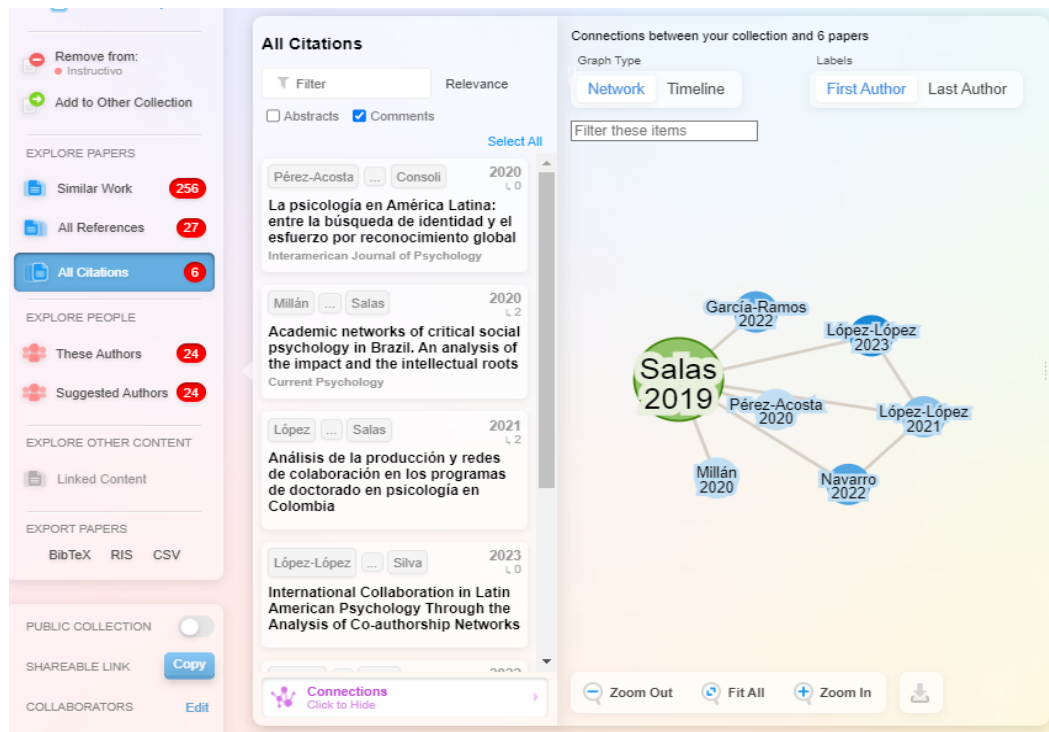 Remove from:
Instructivo
Add to Other Collection
EXPLORE PAPERS
Similar Work 256
All References 27
All Citations 6
EXPLORE PEOPLE
These Authors 24
Suggested Authors 24
EXPLORE OTHER CONTENT
Linked Content
EXPORT PAPERS
BibTeX RIS CSV
PUBLIC COLLECTION
SHAREABLE LINK Copy
COLLABORATORS Edit
All Citations
Filter Relevance
Abstracts Comments
Select All
Pérez-Acosta ... Consoli 2020
0
La psicología en América Latina:
entre la búsqueda de identidad y el
esfuerzo por reconocimiento global
Interamerican Journal of Psychology
Millán ... Salas 2020
2
Academic networks of critical social
psychology in Brazil. An analysis of
the impact and the intellectual roots
Current Psychology
López ... Salas 2021
2
Análisis de la producción y redes
de colaboración en los programas
de doctorado en psicología en
Colombia
López-López ... Silva 2023
0
International Collaboration in Latin
American Psychology Through the
Analysis of Co-authorship Networks
Connections
Click to Hide
Connections between your collection and 6 papers
Graph Type Labels
Network Timeline First Author Last Author
Filter these items
García-Ramos
2022
López-López
2023
Salas
2019
Pérez-Acosta
2020
López-López
2021
Millán
2020
Navarro
2022
Zoom Out Fit All Zoom In